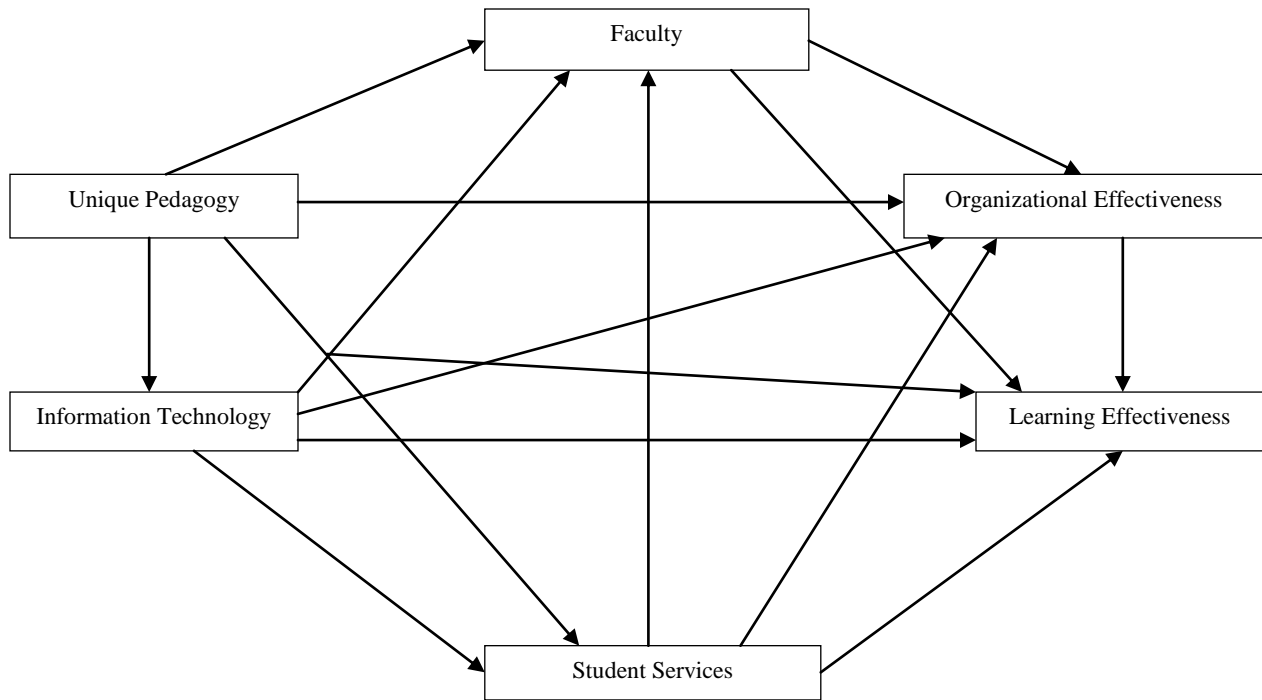 Faculty
Unique Pedagogy
Organizational Effectiveness
Information Technology
Learning Effectiveness
Student Services